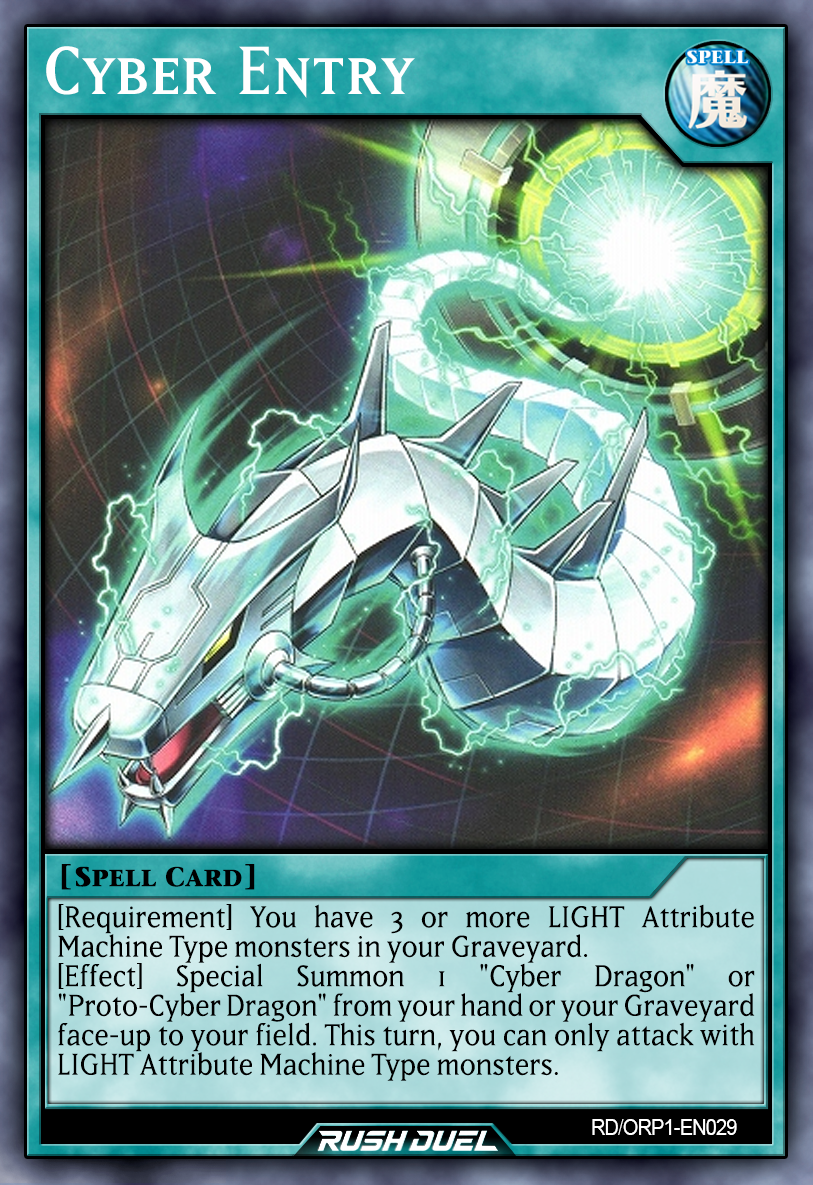 Cyber Entry
SPELL
魔
[Spell Card]
[Requirement] You have 3 or more LIGHT Attribute
Machine Type monsters in your Graveyard.
[Effect] Special Summon 1 "Cyber Dragon" or
"Proto-Cyber Dragon" from your hand or your Graveyard
face-up to your field. This turn, you can only attack with
LIGHT Attribute Machine Type monsters.
RD/ORP1-EN029
RUSH DUEL